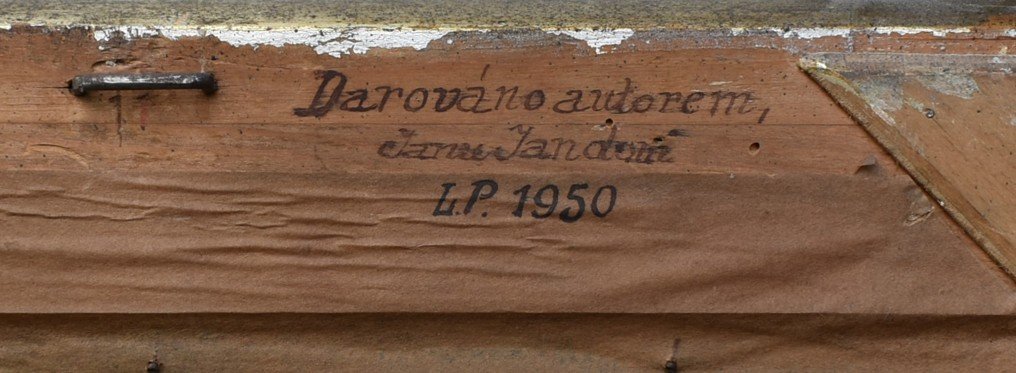 Darováno autorem,
Janu Jandovi
L.P. 1950